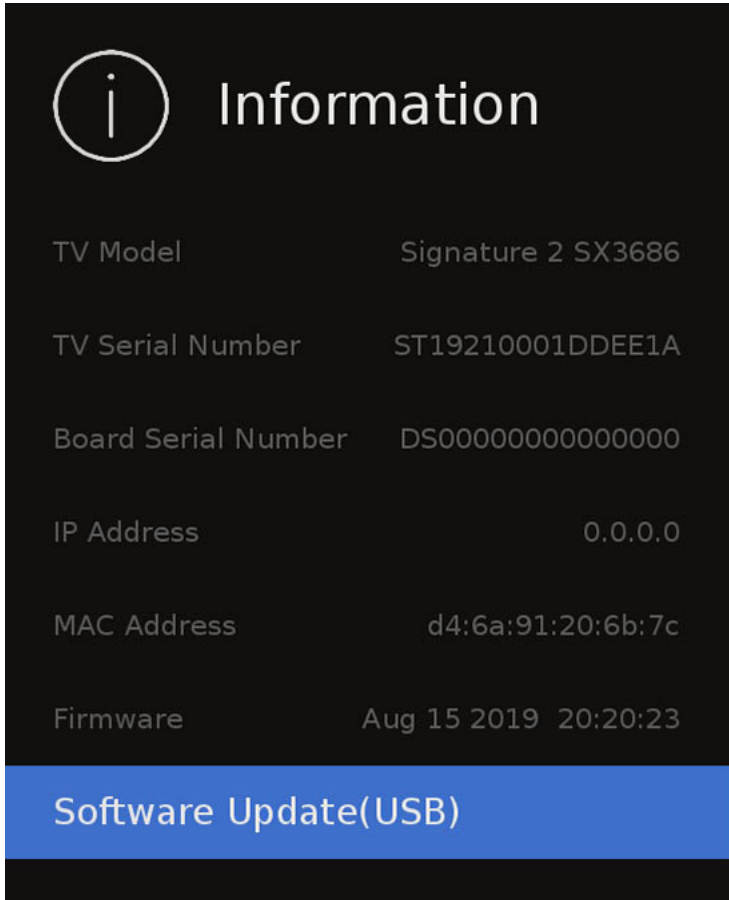 Information
TV Model Signature 2 SX3686
TV Serial Number ST19210001DDEE1A
Board Serial Number DS00000000000000
IP Address 0.0.0.0
MAC Address d4:6a:91:20:6b:7c
Firmware Aug 15 2019 20:20:23
Software Update(USB)